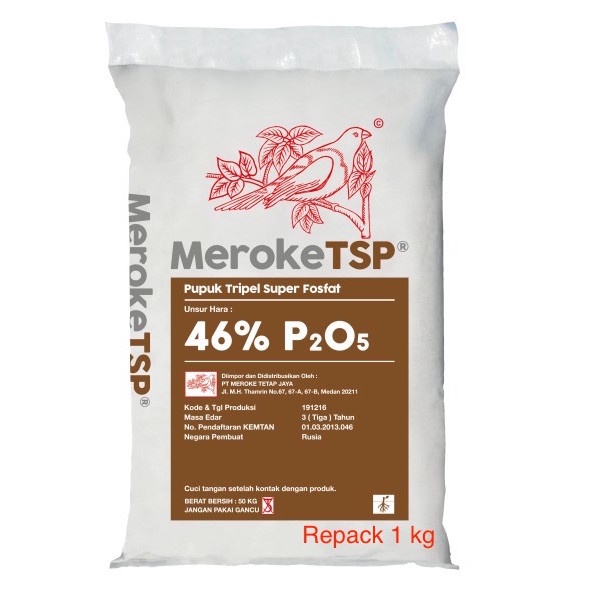 ©
MerokeTSP®
MerokeTSP®
Pupuk Tripel Super Fosfat
Unsur Hara :
46% P₂O₅
Diimpor dan Didistribusikan Oleh :
PT MEROKE TETAP JAYA
Jl. M.H. Thamrin No.67, 67-A, 67-B, Medan 20211
Kode & Tgl Produksi 191216
Masa Edar 3 ( Tiga ) Tahun
No. Pendaftaran KEMTAN 01.03.2013.046
Negara Pembuat Rusia
Cuci tangan setelah kontak dengan produk.
BERAT BERSIH : 50 KG
JANGAN PAKAI GANCU
Repack 1 kg